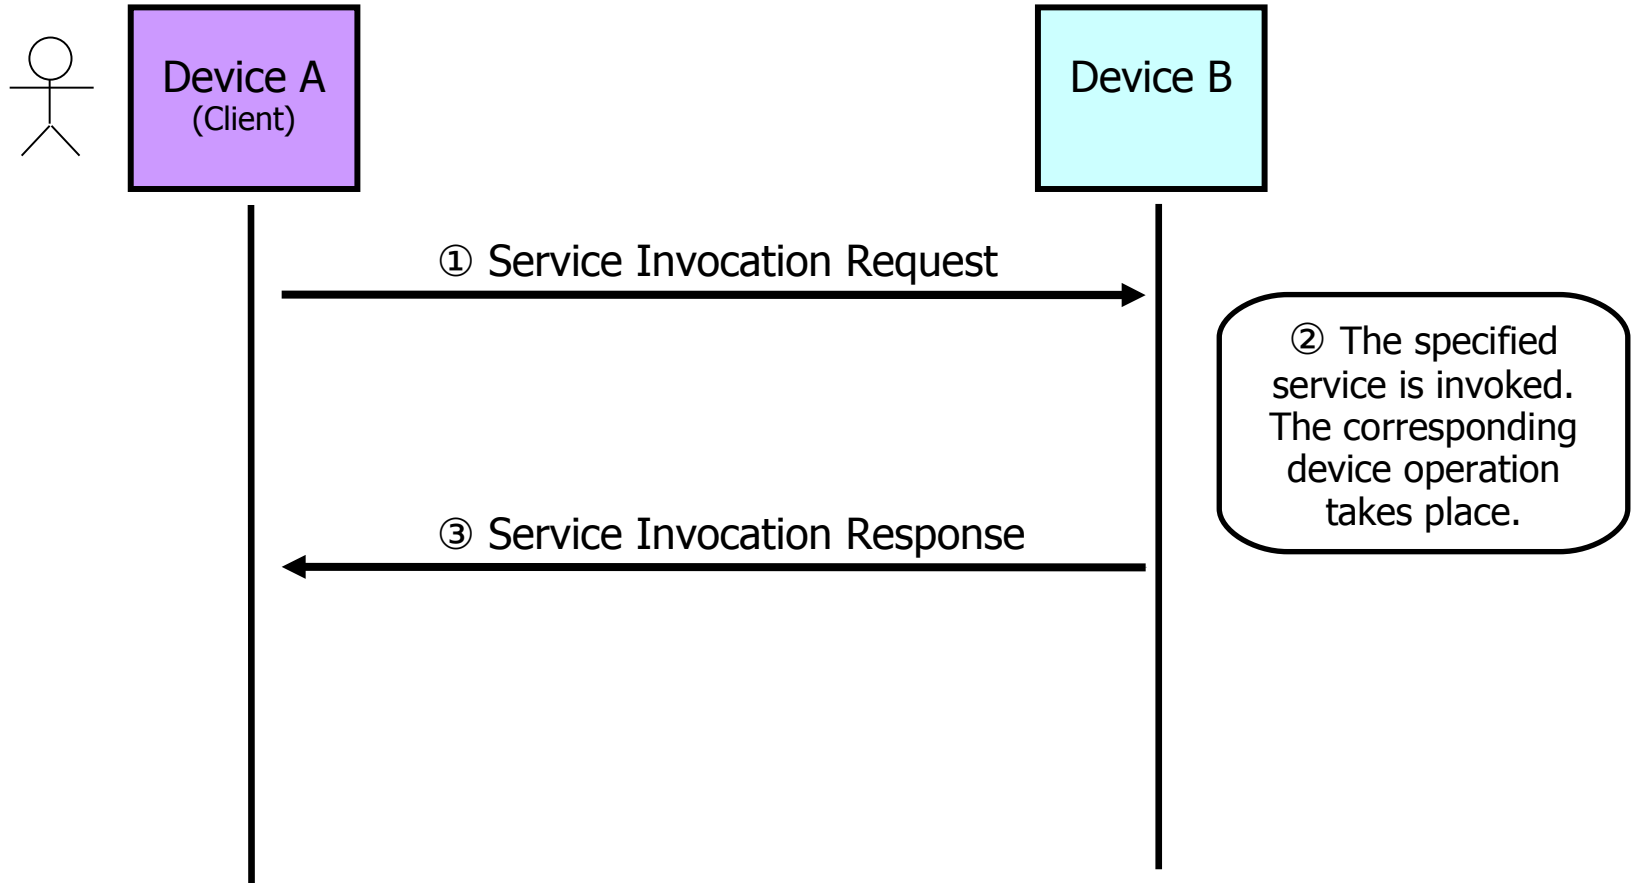 Device A
(Client)
Device B
① Service Invocation Request
② The specified
service is invoked.
The corresponding
device operation
takes place.
③ Service Invocation Response